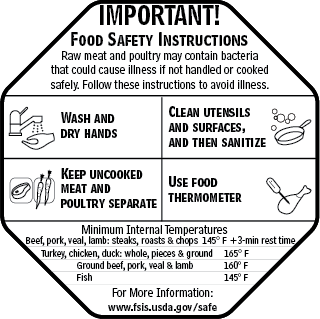 IMPORTANT!
FOOD SAFETY INSTRUCTIONS
Raw meat and poultry may contain bacteria
that could cause illness if not handled or cooked
safely. Follow these instructions to avoid illness.
WASH AND
DRY HANDS
CLEAN UTENSILS
AND SURFACES,
AND THEN SANITIZE
KEEP UNCOOKED
MEAT AND
POULTRY SEPARATE
USE FOOD
THERMOMETER
Minimum Internal Temperatures
Beef, pork, veal, lamb: steaks, roasts & chops 145° F +3-min rest time
Turkey, chicken, duck: whole, pieces & ground 165° F
Ground beef, pork, veal & lamb 160° F
Fish 145° F
For More Information:
www.fsis.usda.gov/safe